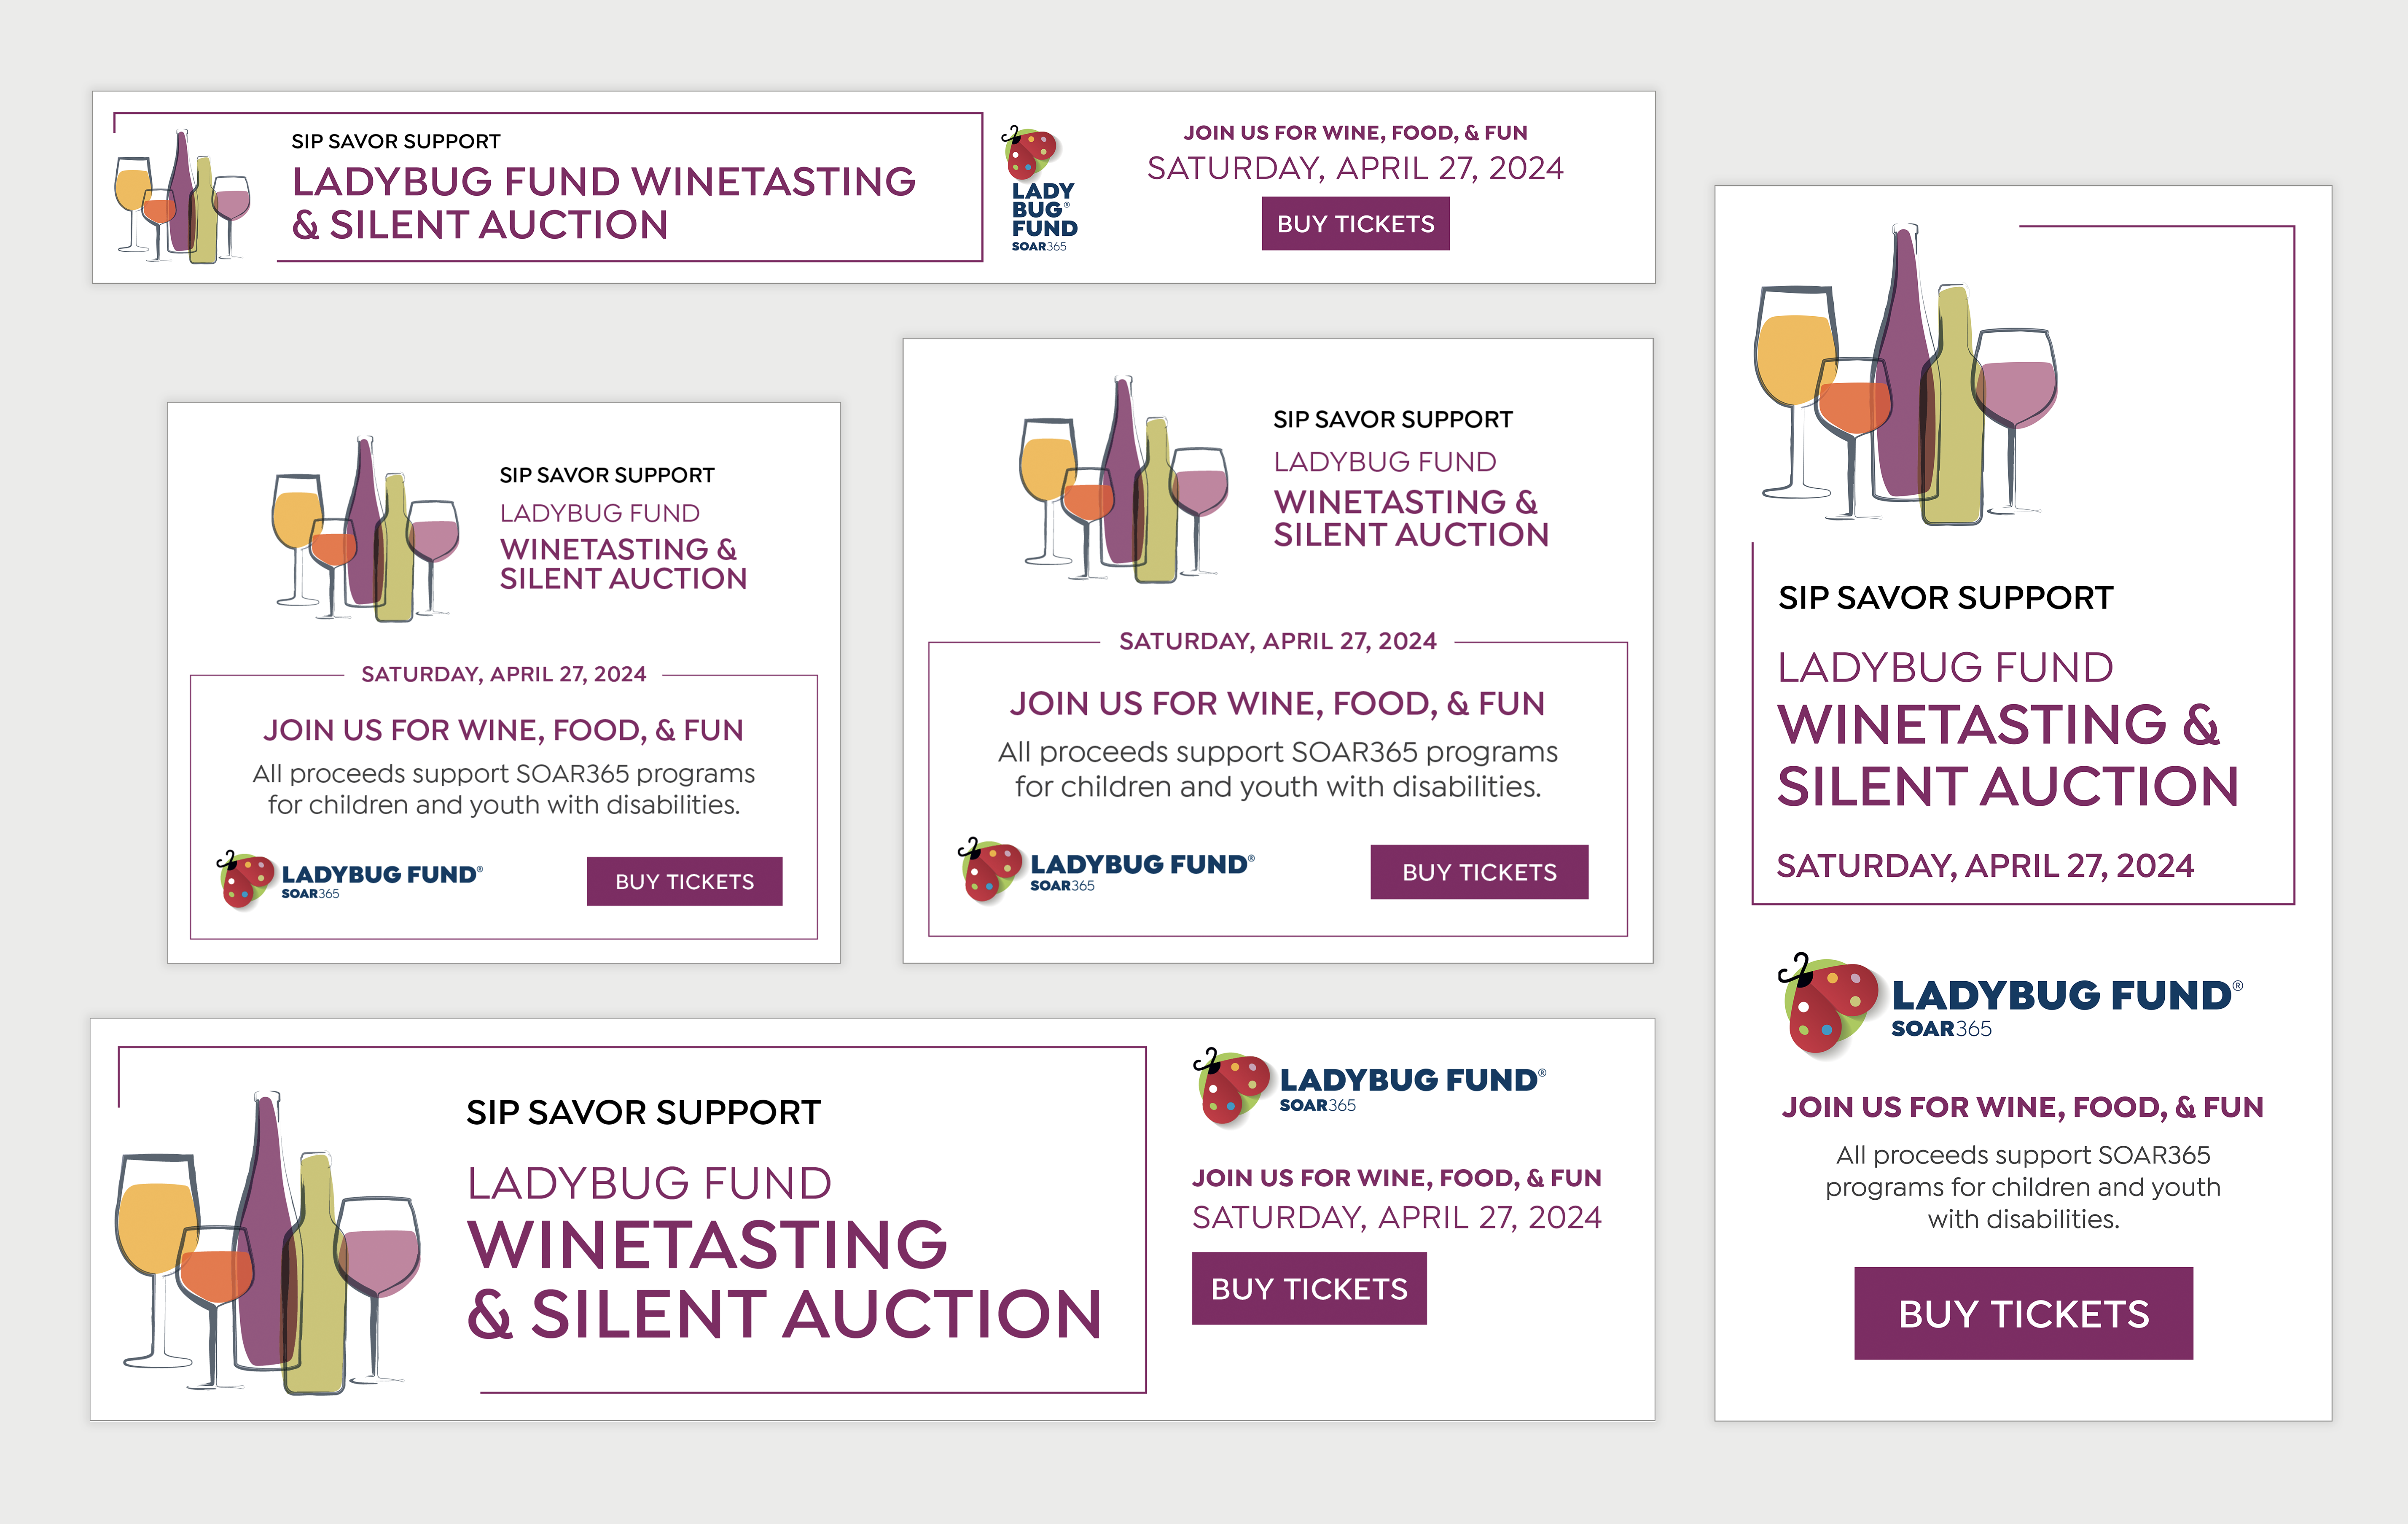 SIP SAVOR SUPPORT
LADYBUG FUND WINETASTING
& SILENT AUCTION
LADY
BUG®
FUND
SOAR365
JOIN US FOR WINE, FOOD, & FUN
SATURDAY, APRIL 27, 2024
BUY TICKETS
SIP SAVOR SUPPORT
LADYBUG FUND
WINETASTING &
SILENT AUCTION
SATURDAY, APRIL 27, 2024
JOIN US FOR WINE, FOOD, & FUN
All proceeds support SOAR365 programs
for children and youth with disabilities.
LADYBUG FUND®
SOAR365
BUY TICKETS
SIP SAVOR SUPPORT
LADYBUG FUND
WINETASTING &
SILENT AUCTION
SATURDAY, APRIL 27, 2024
JOIN US FOR WINE, FOOD, & FUN
All proceeds support SOAR365 programs
for children and youth with disabilities.
LADYBUG FUND®
SOAR365
BUY TICKETS
SIP SAVOR SUPPORT
LADYBUG FUND
WINETASTING
& SILENT AUCTION
LADYBUG FUND®
SOAR365
JOIN US FOR WINE, FOOD, & FUN
SATURDAY, APRIL 27, 2024
BUY TICKETS
SIP SAVOR SUPPORT
LADYBUG FUND
WINETASTING &
SILENT AUCTION
SATURDAY, APRIL 27, 2024
LADYBUG FUND®
SOAR365
JOIN US FOR WINE, FOOD, & FUN
All proceeds support SOAR365
programs for children and youth
with disabilities.
BUY TICKETS